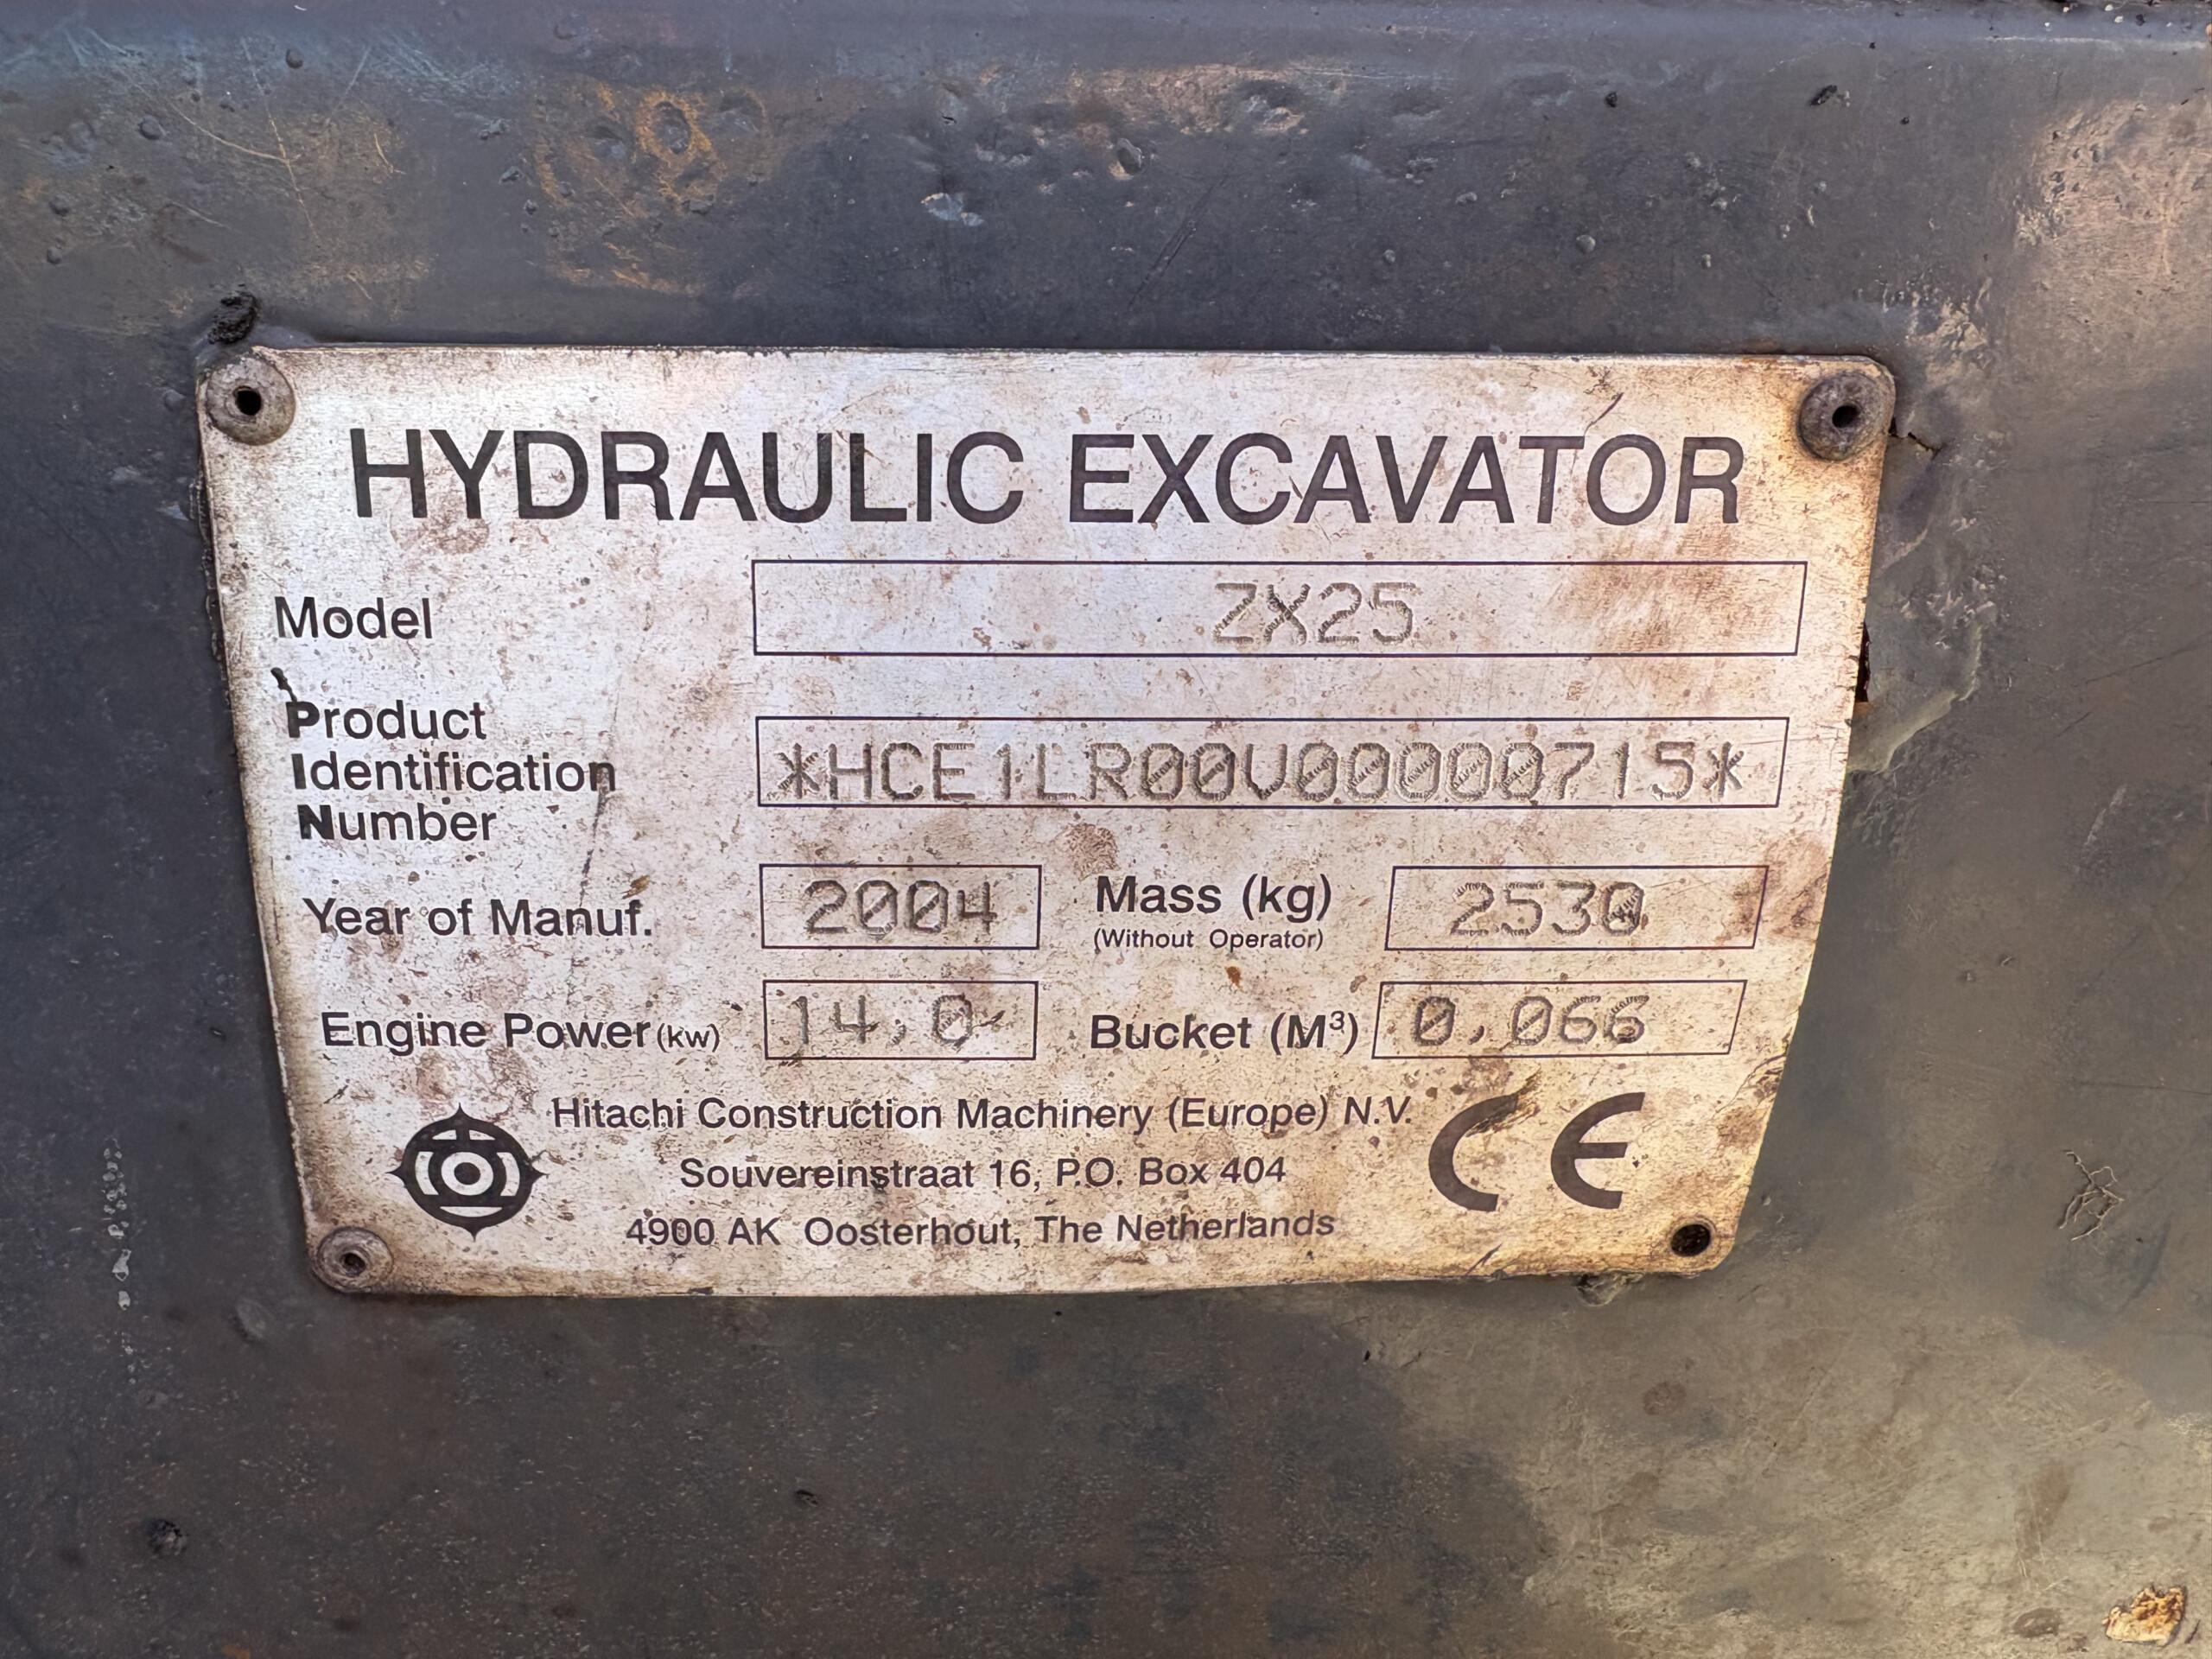 HYDRAULIC EXCAVATOR
Model ZX25
Product
Identification *HCE1LR00V00000715*
Number
Year of Manuf. 2004 Mass (kg) 2530
(Without Operator)
Engine Power (kw) 14,0 Bucket (M³) 0,066
Hitachi Construction Machinery (Europe) N.V. CE
Souvereinstraat 16, P.O. Box 404
4900 AK Oosterhout, The Netherlands